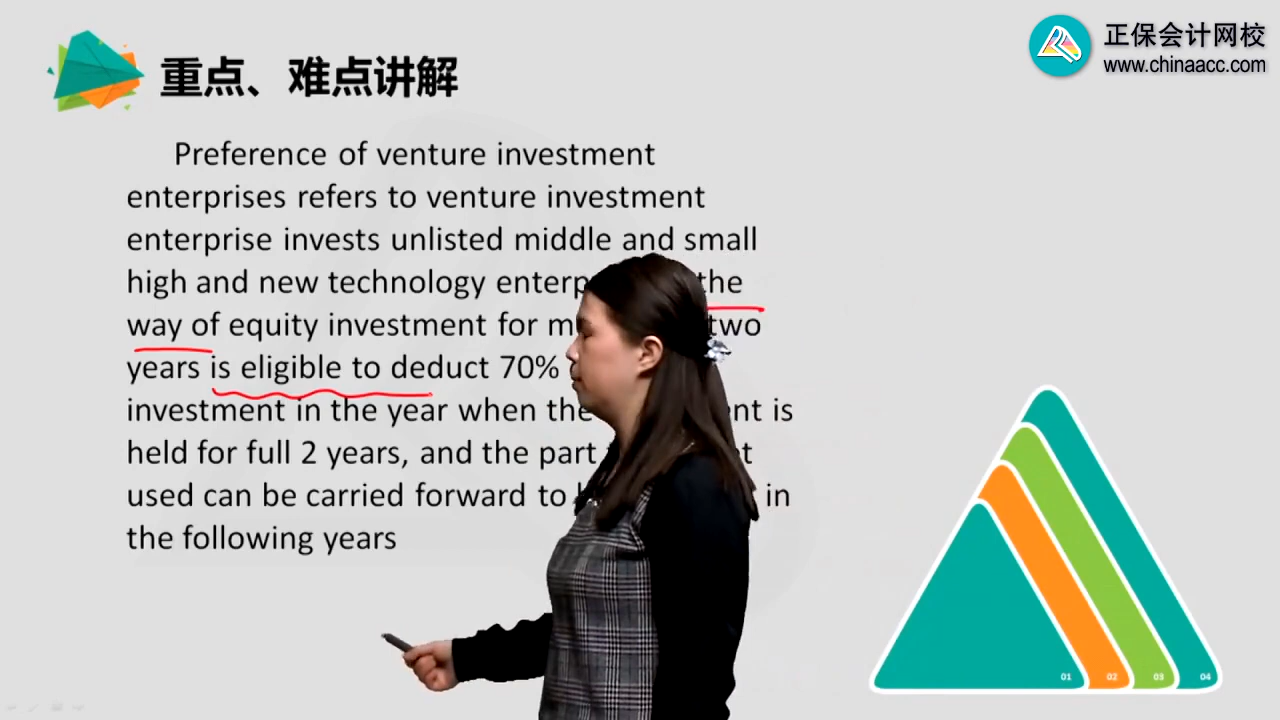 正保会计网校
www.chinaacc.com
重点、难点讲解
Preference of venture investment
enterprises refers to venture investment
enterprise invests unlisted middle and small
high and new technology the
way of equity investment for two
years is eligible to deduct 70%
investment in the year when the is
held for full 2 years, and the part
used can be carried forward to in
the following years
01 02 03 04